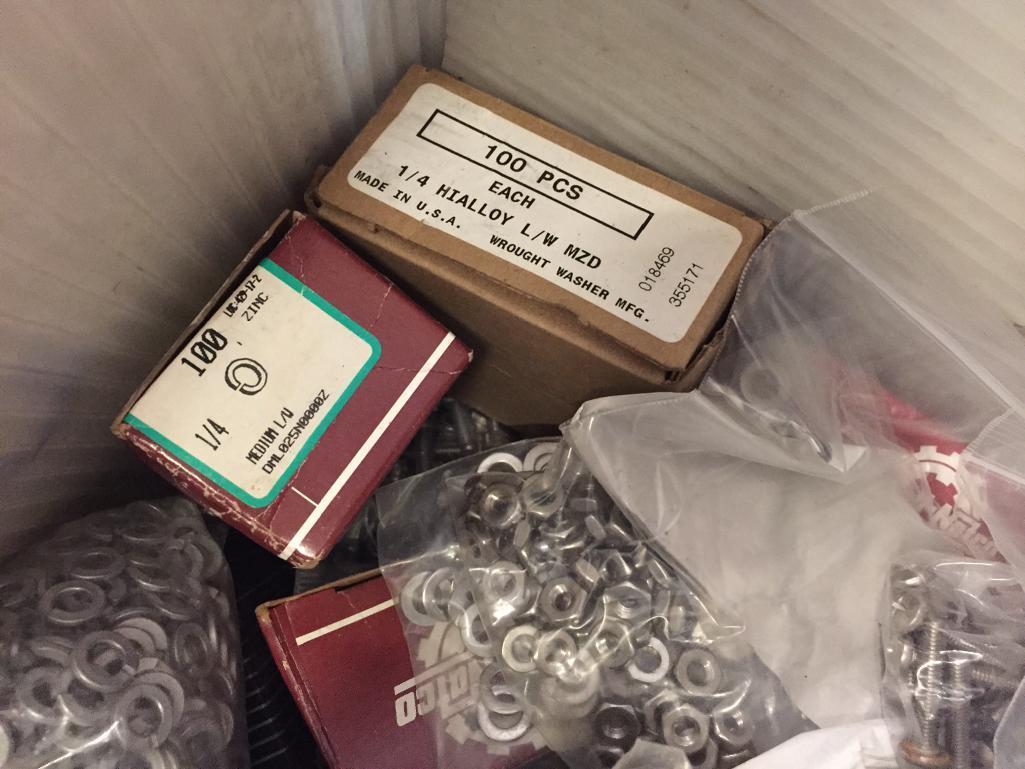 100 PCS
EACH
1/4 HIALLOY L/W MZD
MADE IN U.S.A.
WROUGHT WASHER MFG.
018469
355171
ZINC
100
1/4
MEDIUM L/W
DML025M0000Z